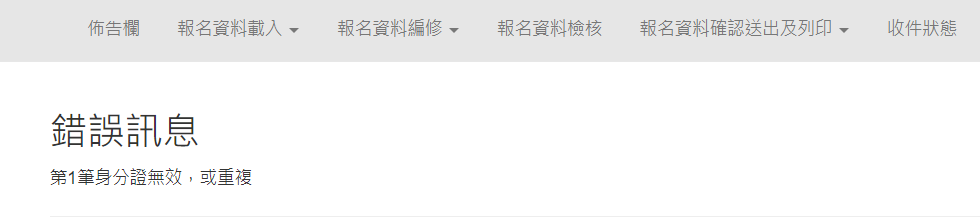 佈告欄 報名資料載入 報名資料編修 報名資料檢核 報名資料確認送出及列印 收件狀態
錯誤訊息
第1筆身分證無效，或重複